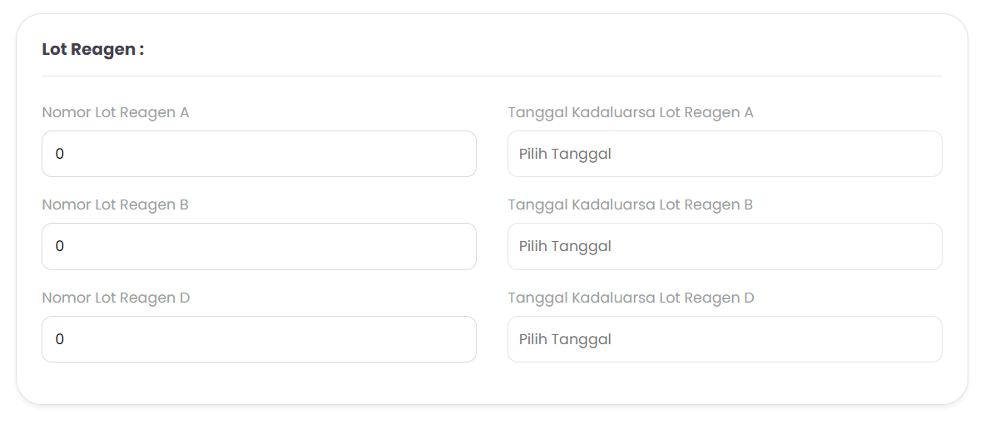 Lot Reagen :
Nomor Lot Reagen A
Tanggal Kadaluarsa Lot Reagen A
0
Pilih Tanggal
Nomor Lot Reagen B
Tanggal Kadaluarsa Lot Reagen B
0
Pilih Tanggal
Nomor Lot Reagen D
Tanggal Kadaluarsa Lot Reagen D
0
Pilih Tanggal